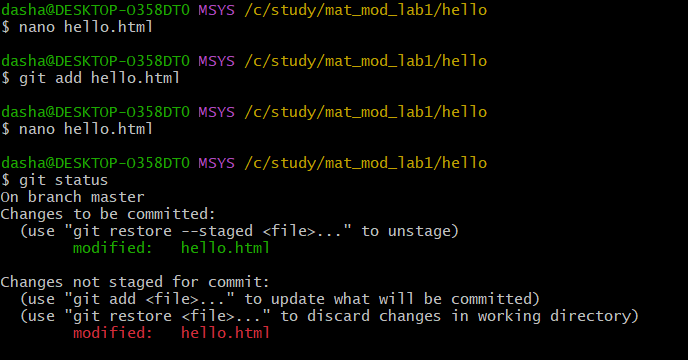 dasha@DESKTOP-O358DT0 MSYS /c/study/mat_mod_lab1/hello
$ nano hello.html
dasha@DESKTOP-O358DT0 MSYS /c/study/mat_mod_lab1/hello
$ git add hello.html
dasha@DESKTOP-O358DT0 MSYS /c/study/mat_mod_lab1/hello
$ nano hello.html
dasha@DESKTOP-O358DT0 MSYS /c/study/mat_mod_lab1/hello
$ git status
On branch master
Changes to be committed:
  (use "git restore --staged <file>..." to unstage)
        modified:   hello.html
Changes not staged for commit:
  (use "git add <file>..." to update what will be committed)
  (use "git restore <file>..." to discard changes in working directory)
        modified:   hello.html